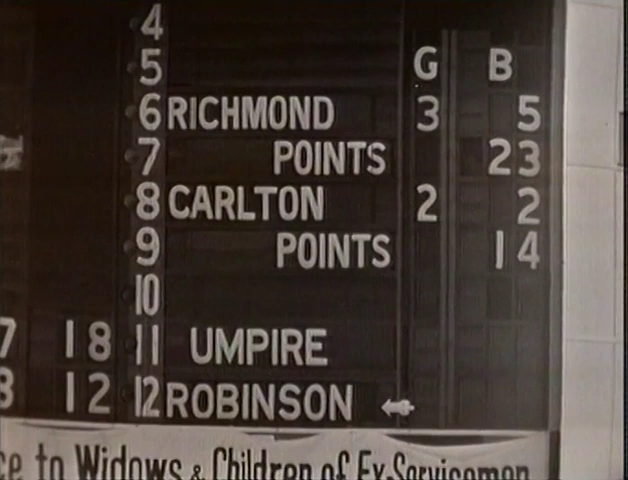 4
5 G B
6 RICHMOND 3 5
7 POINTS 23
8 CARLTON 2 2
9 POINTS 14
10
7 18 11 UMPIRE
12 12 ROBINSON
to Widows & Children of Ex-Servicemen